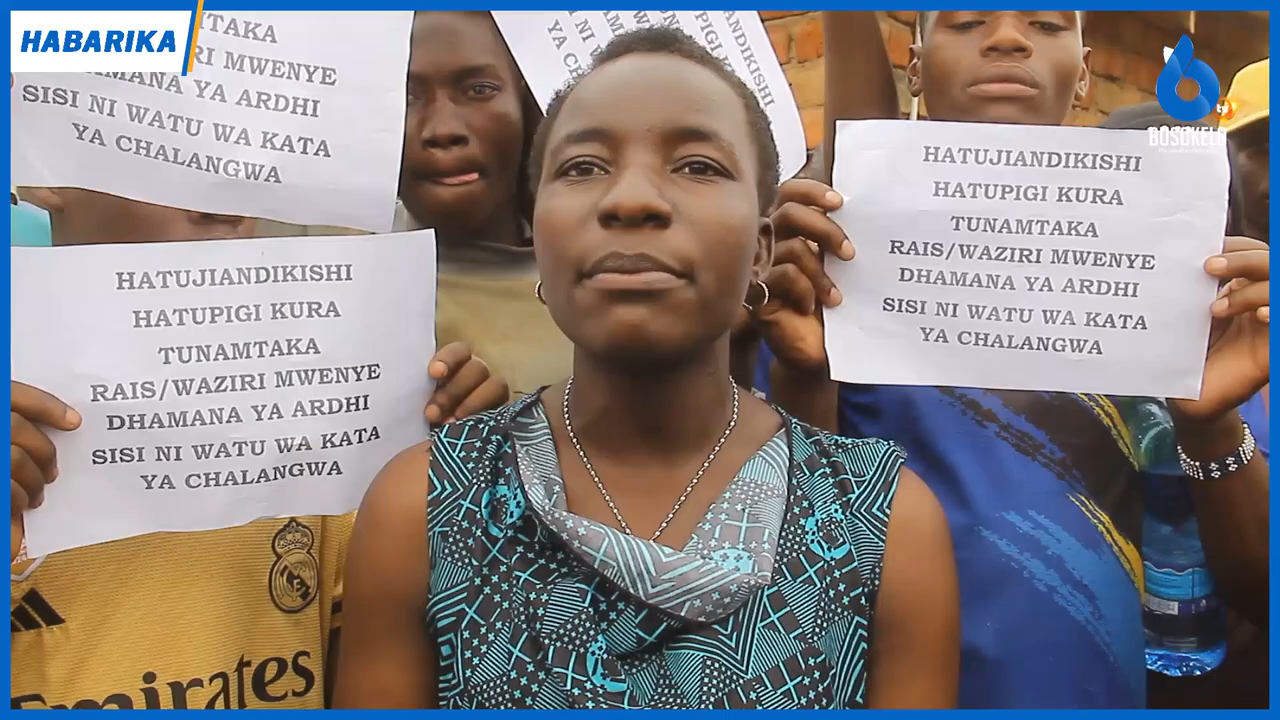 HABARIKA
MWENYE
DHAMANA YA ARDHI
SISI NI WATU WA KATA
YA CHALANGWA
HATUJIANDIKISHI
HATUPIGI KURA
TUNAMTAKA
RAIS/WAZIRI MWENYE
DHAMANA YA ARDHI
SISI NI WATU WA KATA
YA CHALANGWA
HATUJIANDIKISHI
HATUPIGI KURA
TUNAMTAKA
RAIS/WAZIRI MWENYE
DHAMANA YA ARDHI
SISI NI WATU WA KATA
YA CHALANGWA
tv
BOSOKELO
Emirates